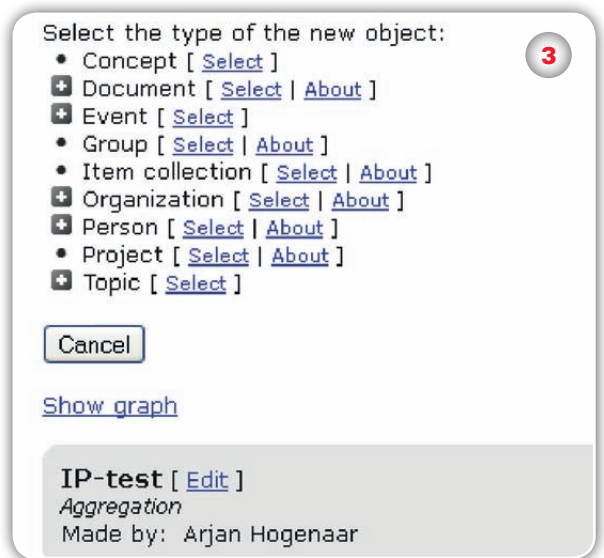 Select the type of the new object:
3
• Concept [ Select ]
+ Document [ Select | About ]
+ Event [ Select ]
• Group [ Select | About ]
• Item collection [ Select | About ]
+ Organization [ Select | About ]
+ Person [ Select | About ]
• Project [ Select | About ]
+ Topic [ Select ]
Cancel
Show graph
IP-test [ Edit ]
Aggregation
Made by: Arjan Hogenaar